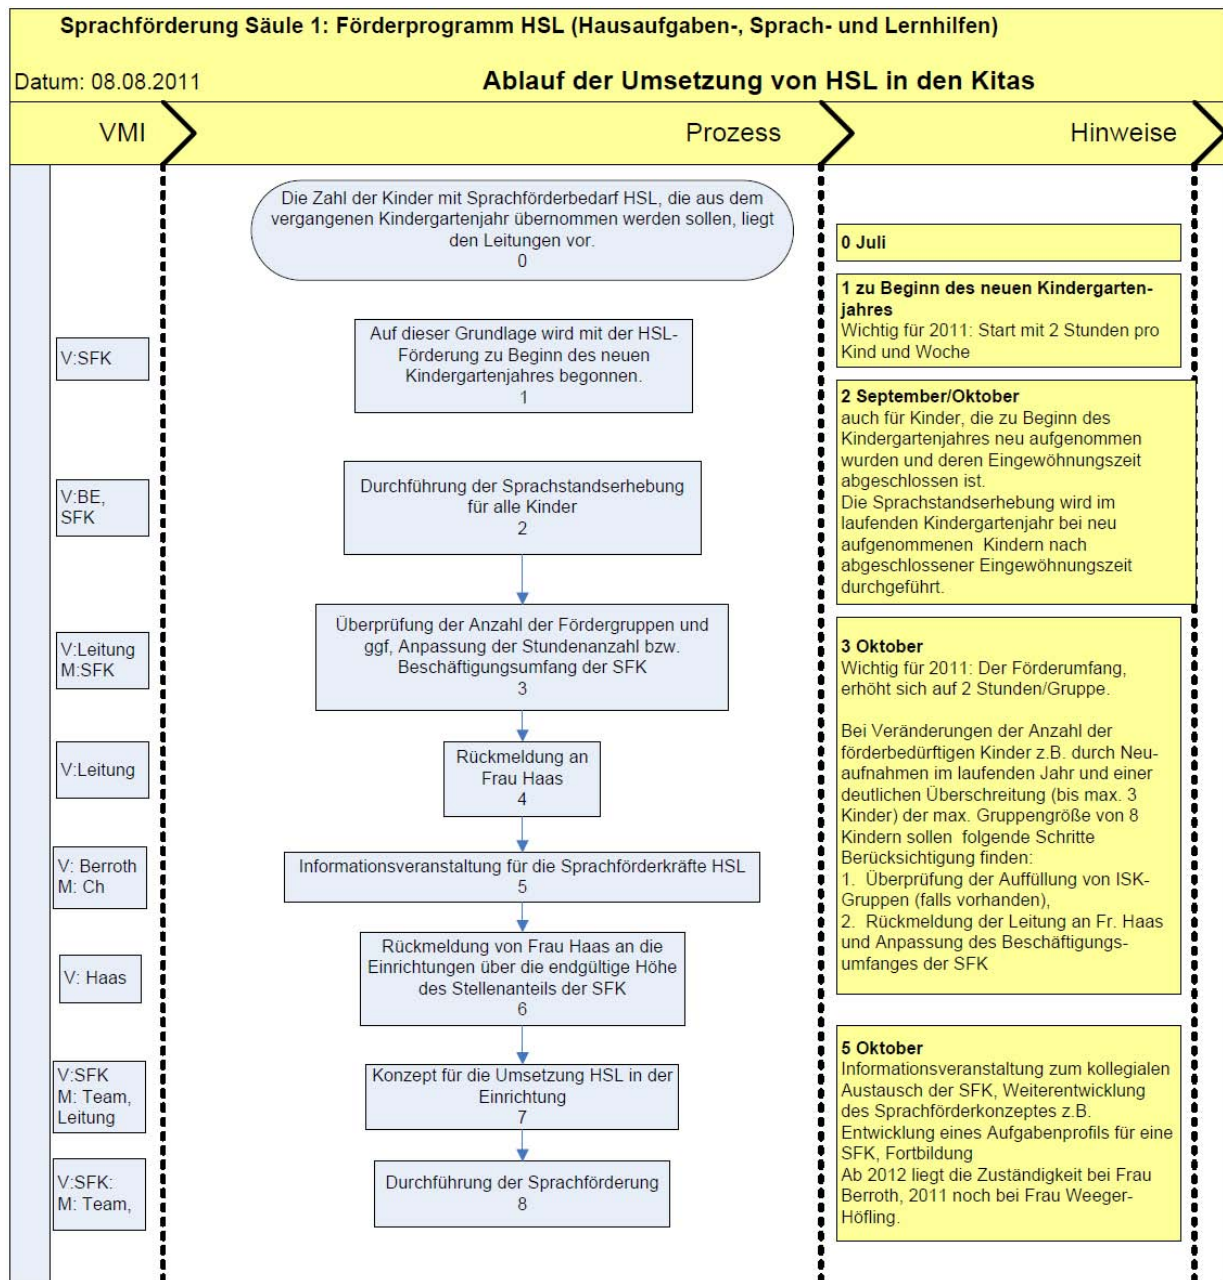 Sprachförderung Säule 1: Förderprogramm HSL (Hausaufgaben-, Sprach- und Lernhilfen)
Datum: 08.08.2011
Ablauf der Umsetzung von HSL in den Kitas
VMI
Prozess
Hinweise
Die Zahl der Kinder mit Sprachförderbedarf HSL, die aus dem
vergangenen Kindergartenjahr übernommen werden sollen, liegt
den Leitungen vor.
0
0 Juli
V:SFK
Auf dieser Grundlage wird mit der HSL-
Förderung zu Beginn des neuen
Kindergartenjahres begonnen.
1
1 zu Beginn des neuen Kindergarten-
jahres
Wichtig für 2011: Start mit 2 Stunden pro
Kind und Woche
V:BE,
SFK
Durchführung der Sprachstandserhebung
für alle Kinder
2
2 September/Oktober
auch für Kinder, die zu Beginn des
Kindergartenjahres neu aufgenommen
wurden und deren Eingewöhnungszeit
abgeschlossen ist.
Die Sprachstandserhebung wird im
laufenden Kindergartenjahr bei neu
aufgenommenen Kindern nach
abgeschlossener Eingewöhnungszeit
durchgeführt.
V:Leitung
M:SFK
Überprüfung der Anzahl der Fördergruppen und
ggf, Anpassung der Stundenanzahl bzw.
Beschäftigungsumfang der SFK
3
3 Oktober
Wichtig für 2011: Der Förderumfang,
erhöht sich auf 2 Stunden/Gruppe.
Bei Veränderungen der Anzahl der
förderbedürftigen Kinder z.B. durch Neu-
aufnahmen im laufenden Jahr und einer
deutlichen Überschreitung (bis max. 3
Kinder) der max. Gruppengröße von 8
Kindern sollen folgende Schritte
Berücksichtigung finden:
1. Überprüfung der Auffüllung von ISK-
Gruppen (falls vorhanden),
2. Rückmeldung der Leitung an Fr. Haas
und Anpassung des Beschäftigungs-
umfanges der SFK
V:Leitung
Rückmeldung an
Frau Haas
4
V: Berroth
M: Ch
Informationsveranstaltung für die Sprachförderkräfte HSL
5
V: Haas
Rückmeldung von Frau Haas an die
Einrichtungen über die endgültige Höhe
des Stellenanteils der SFK
6
5 Oktober
Informationsveranstaltung zum kollegialen
Austausch der SFK, Weiterentwicklung
des Sprachförderkonzeptes z.B.
Entwicklung eines Aufgabenprofils für eine
SFK, Fortbildung
Ab 2012 liegt die Zuständigkeit bei Frau
Berroth, 2011 noch bei Frau Weeger-
Höfling.
V:SFK
M: Team,
Leitung
Konzept für die Umsetzung HSL in der
Einrichtung
7
V:SFK:
M: Team,
Durchführung der Sprachförderung
8